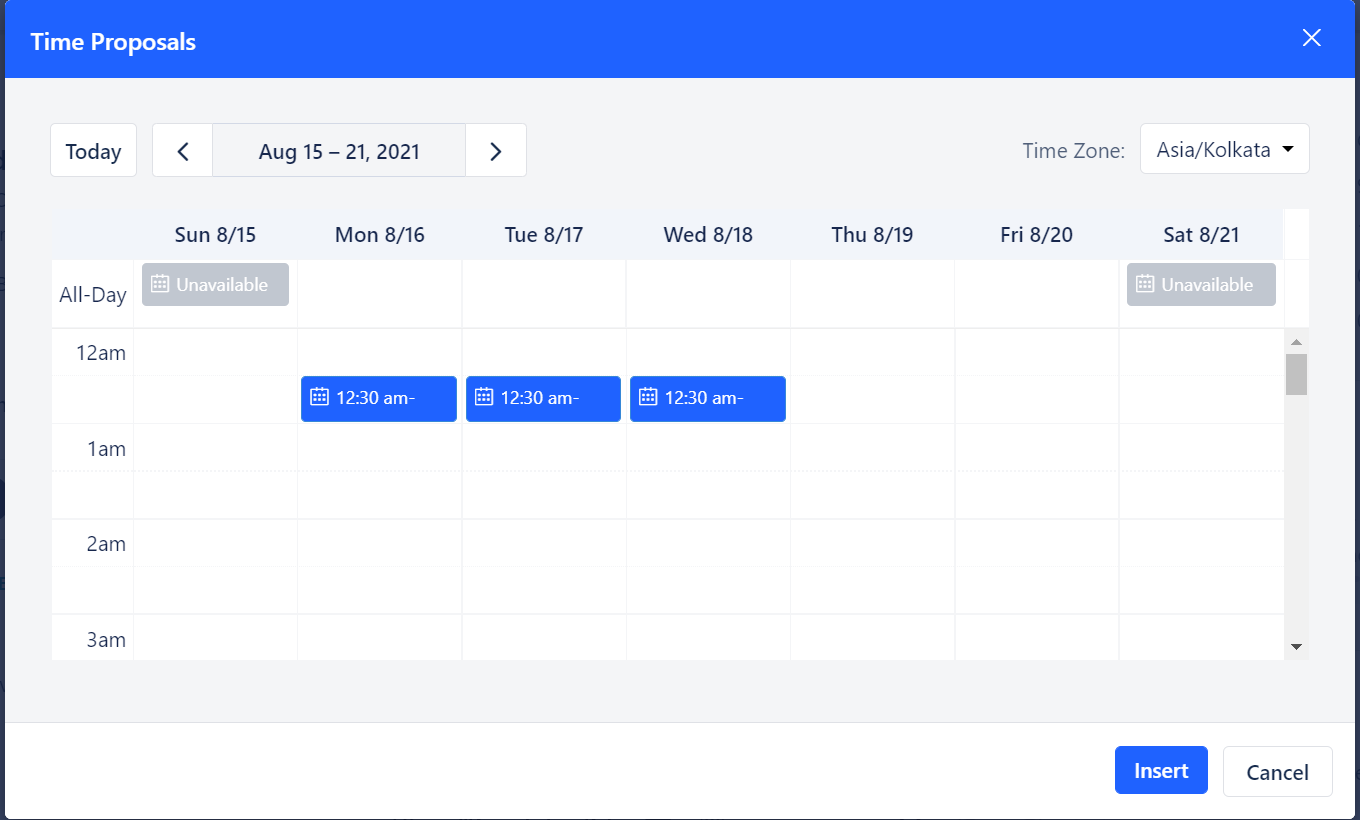 Time Proposals
Today
Aug 15 – 21, 2021
Time Zone:
Asia/Kolkata
Sun 8/15
Mon 8/16
Tue 8/17
Wed 8/18
Thu 8/19
Fri 8/20
Sat 8/21
All-Day
Unavailable
Unavailable
12am
12:30 am-
12:30 am-
12:30 am-
1am
2am
3am
Insert
Cancel